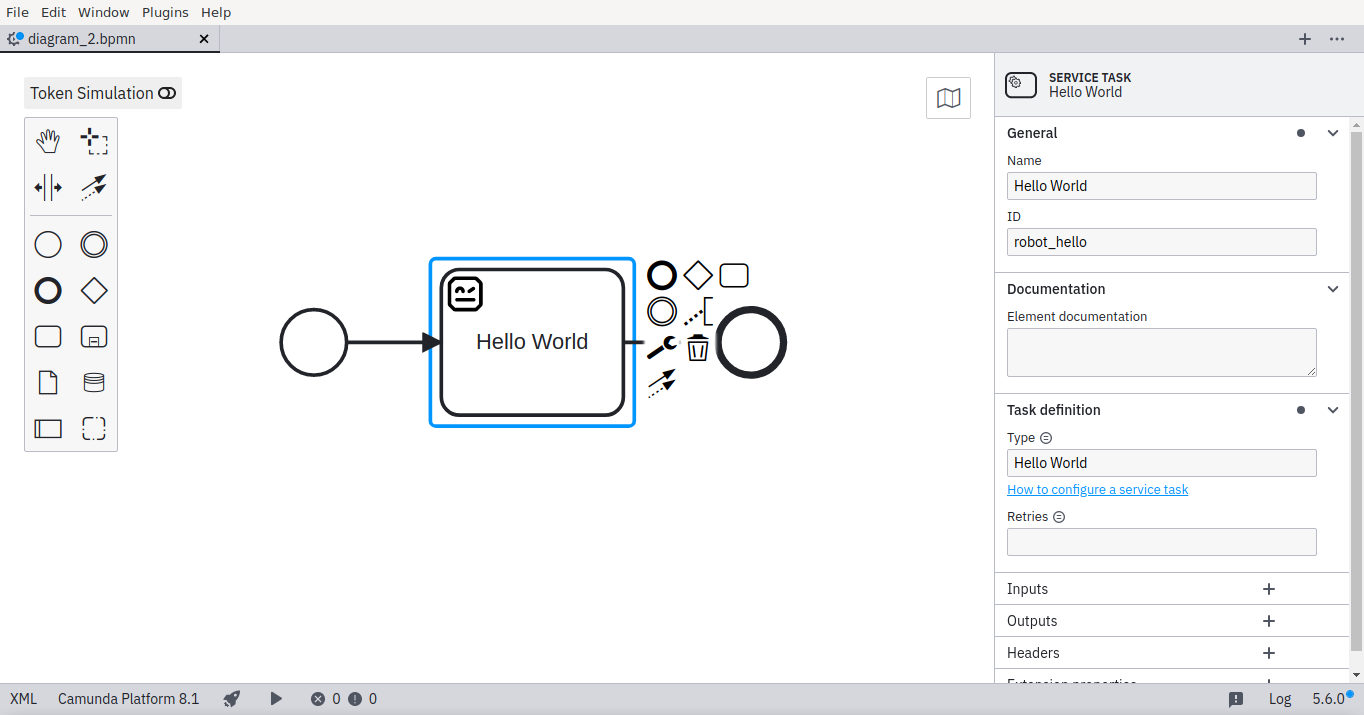 File Edit Window Plugins Help
diagram_2.bpmn
Token Simulation
Hello World
SERVICE TASK
Hello World
General
Name
Hello World
ID
robot_hello
Documentation
Element documentation
Task definition
Type
Hello World
How to configure a service task
Retries
Inputs
Outputs
Headers
Extension properties
XML Camunda Platform 8.1 0 0 Log 5.6.0